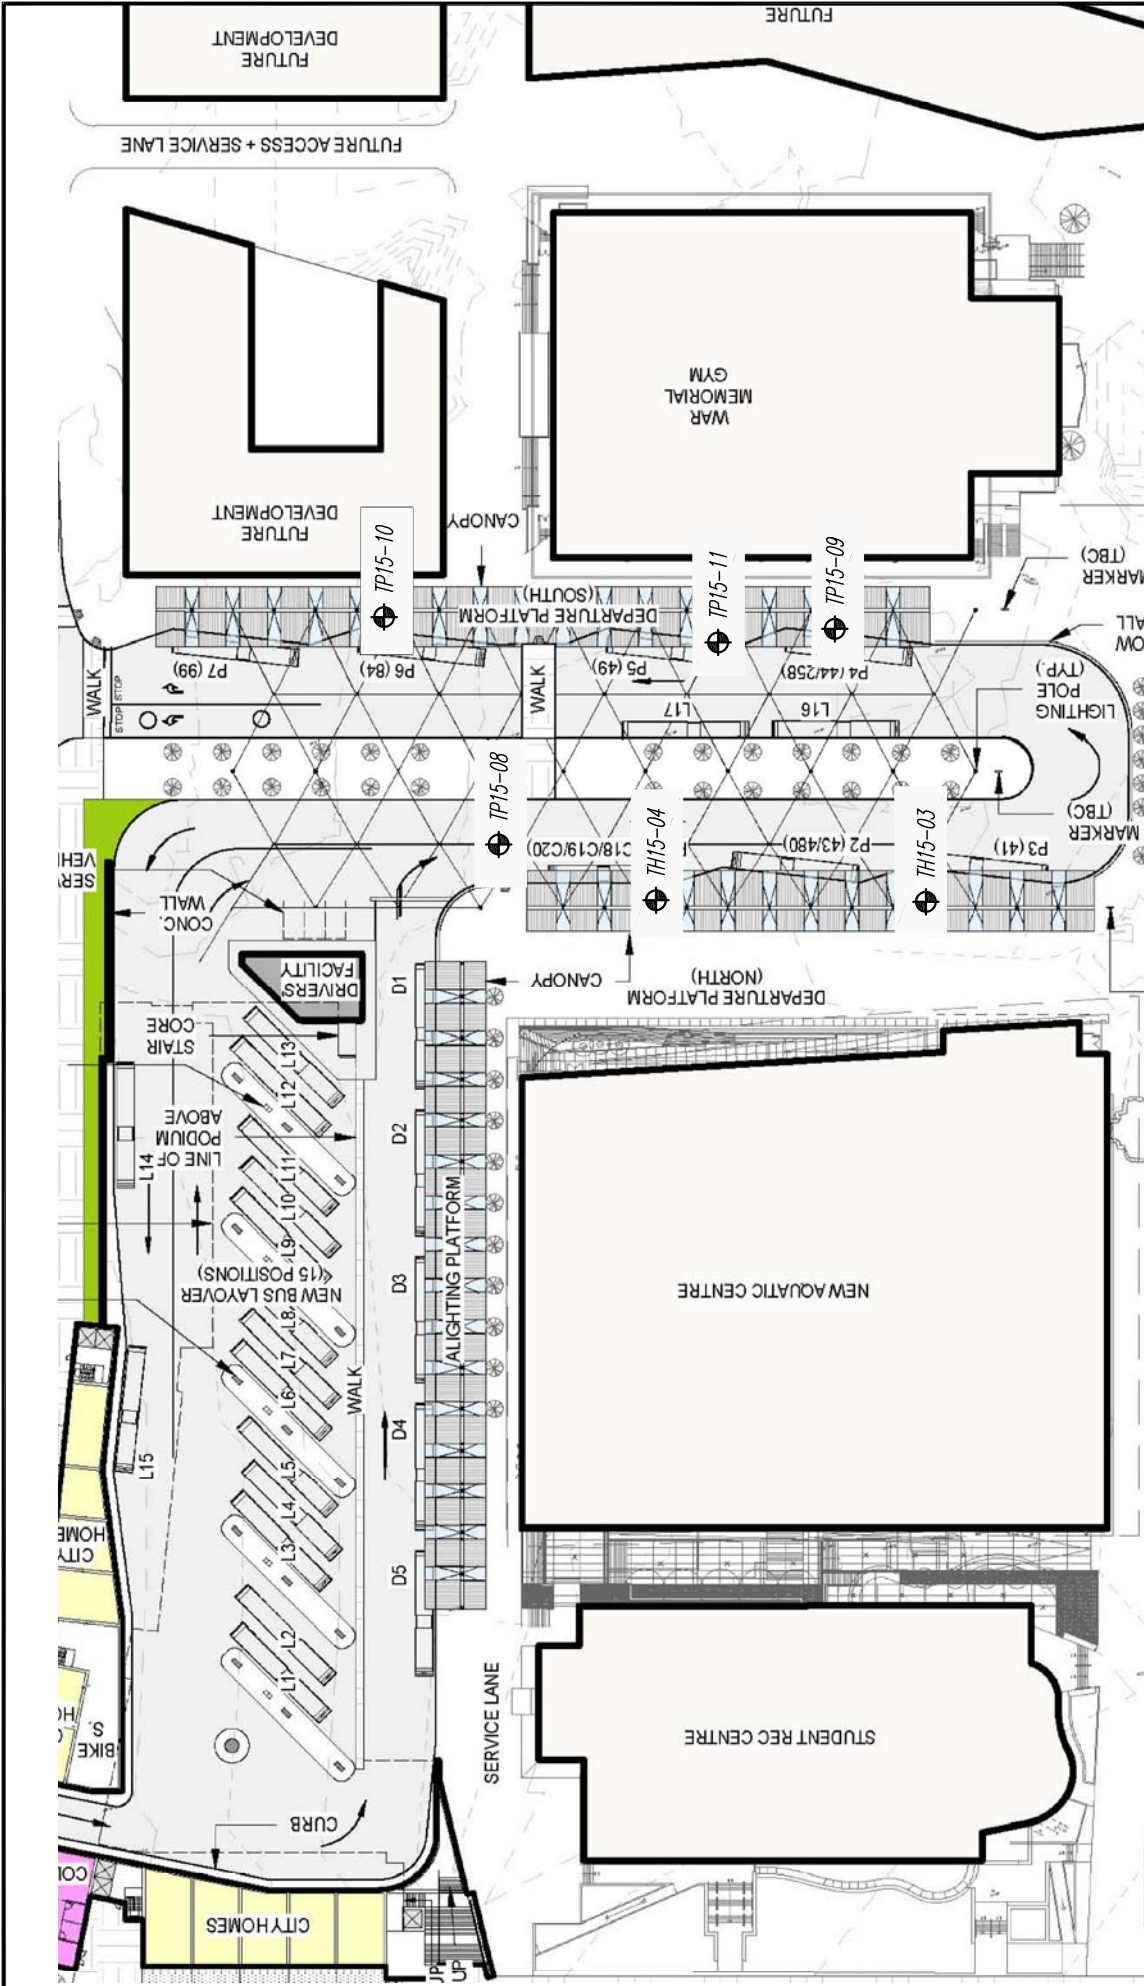 FUTURE
DEVELOPMENT
FUTURE
FUTURE ACCESS + SERVICE LANE
WAR
MEMORIAL
GYM
FUTURE
DEVELOPMENT
CANOPY
TP15-10
TP15-11
TP15-09
DEPARTURE PLATFORM
(SOUTH)
MARKER
(TBC)
P7 (99)
P6 (84)
P5 (49)
P4 (44/258)
WALK
STOP
STOP
WALK
L17
L16
LIGHTING
POLE
(TYP.)
TP15-08
TH15-04
TH15-03
MARKER
(TBC)
C18/C19/C20)
P2 (43/480)
P3 (41)
CONC.
WALL
DRIVERS'
FACILITY
D1
CANOPY
DEPARTURE PLATFORM
(NORTH)
STAIR
CORE
L13
L12
LINE OF
PODIUM
ABOVE
D2
L14
L11
L10
L9
NEW BUS LAYOVER
(15 POSITIONS)
L8
D3
ALIGHTING PLATFORM
NEW AQUATIC CENTRE
L7
L6
WALK
D4
L15
L5
L4
L3
CITY
HOME
D5
L2
L1
BIKE
S.
SERVICE LANE
STUDENT REC CENTRE
CURB
CITY HOMES
UP
UP